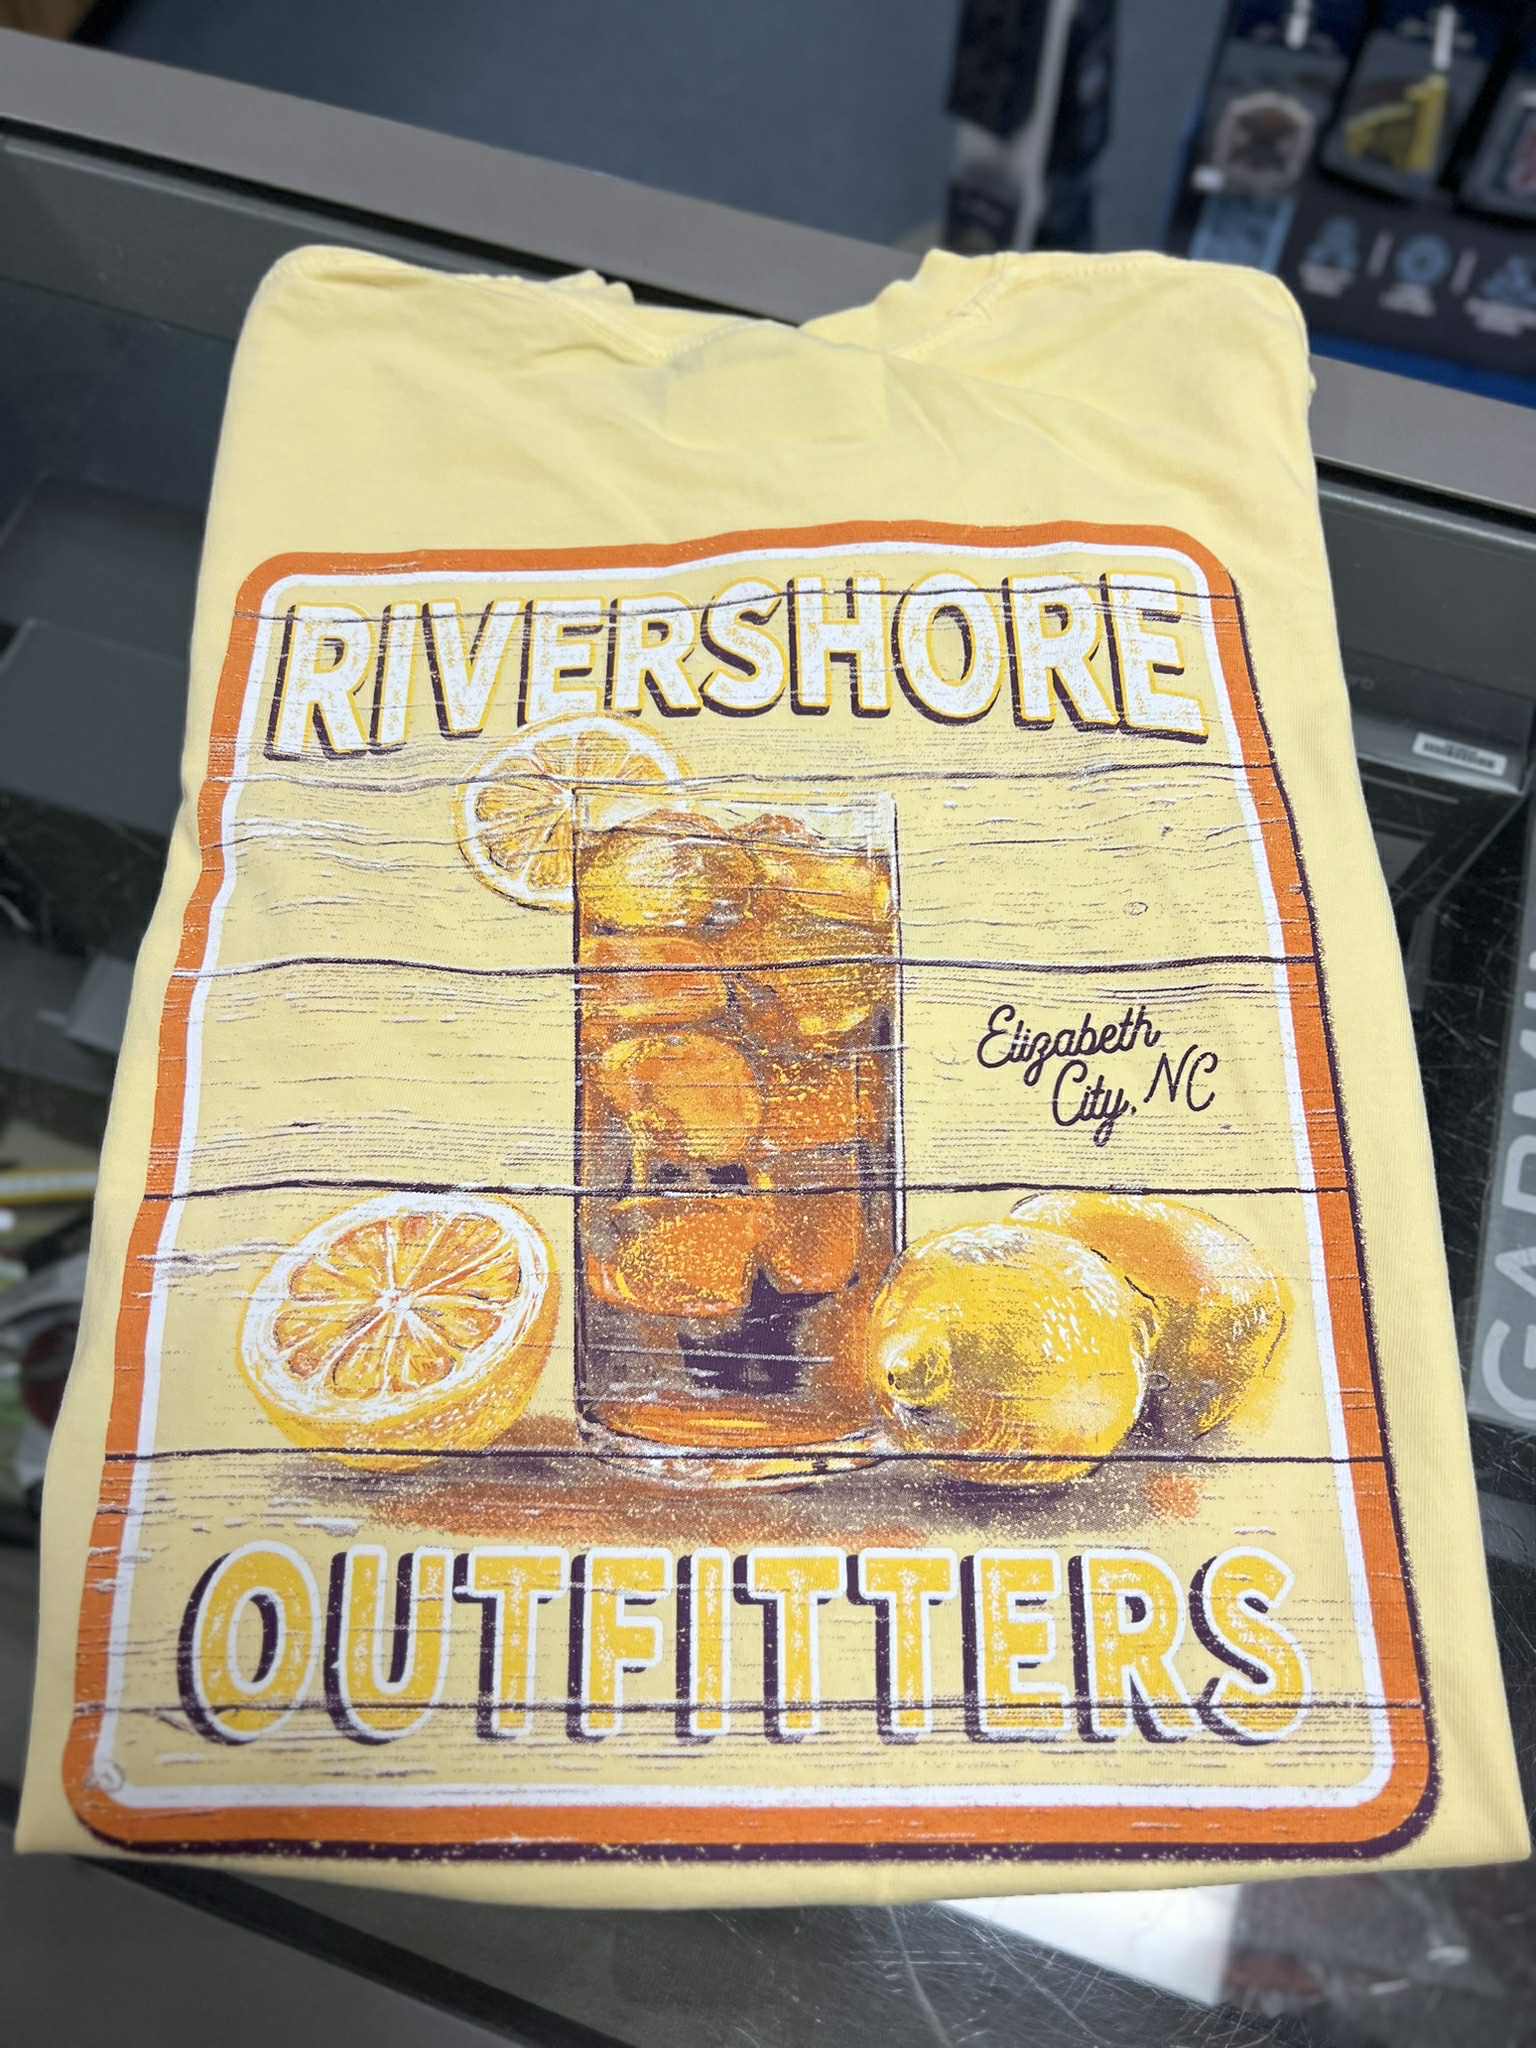 RIVERSHORE
Elizabeth
City, NC
OUTFITTERS